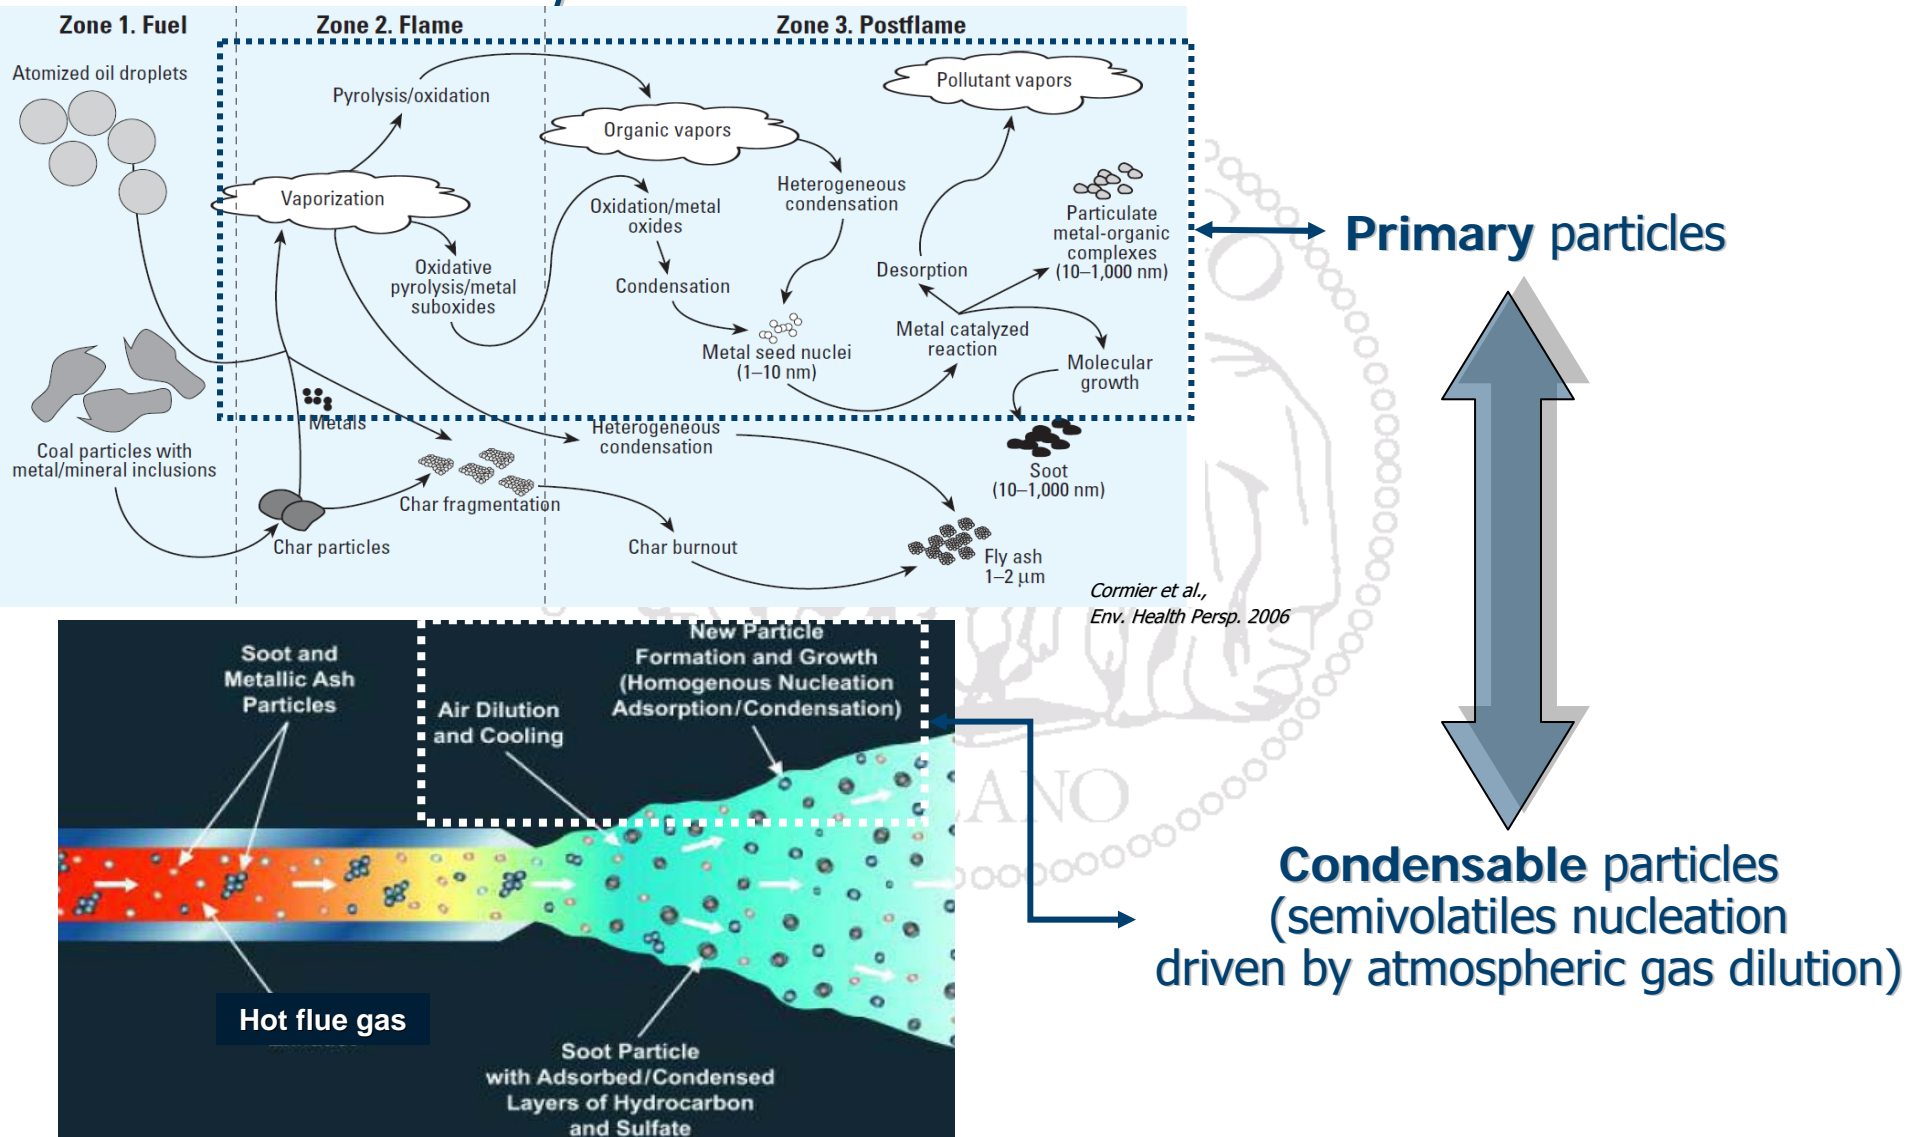 Zone 1. Fuel
Zone 2. Flame
Zone 3. Postflame
Atomized oil droplets
Pyrolysis/oxidation
Pollutant vapors
Organic vapors
Vaporization
Heterogeneous
condensation
Oxidation/metal
oxides
Particulate
metal-organic
complexes
(10–1,000 nm)
Primary particles
Oxidative
pyrolysis/metal
suboxides
Condensation
Desorption
Metal seed nuclei
(1–10 nm)
Metal catalyzed
reaction
Molecular
growth
Metals
Coal particles with
metal/mineral inclusions
Heterogeneous
condensation
Soot
(10–1,000 nm)
Char fragmentation
Char particles
Char burnout
Fly ash
1–2 μm
Cormier et al.,
Env. Health Persp. 2006
Soot and
Metallic Ash
Particles
Air Dilution
and Cooling
New Particle
Formation and Growth
(Homogenous Nucleation
Adsorption/Condensation)
LANO
Condensable particles
(semivolatiles nucleation
driven by atmospheric gas dilution)
Hot flue gas
Soot Particle
with Adsorbed/Condensed
Layers of Hydrocarbon
and Sulfate